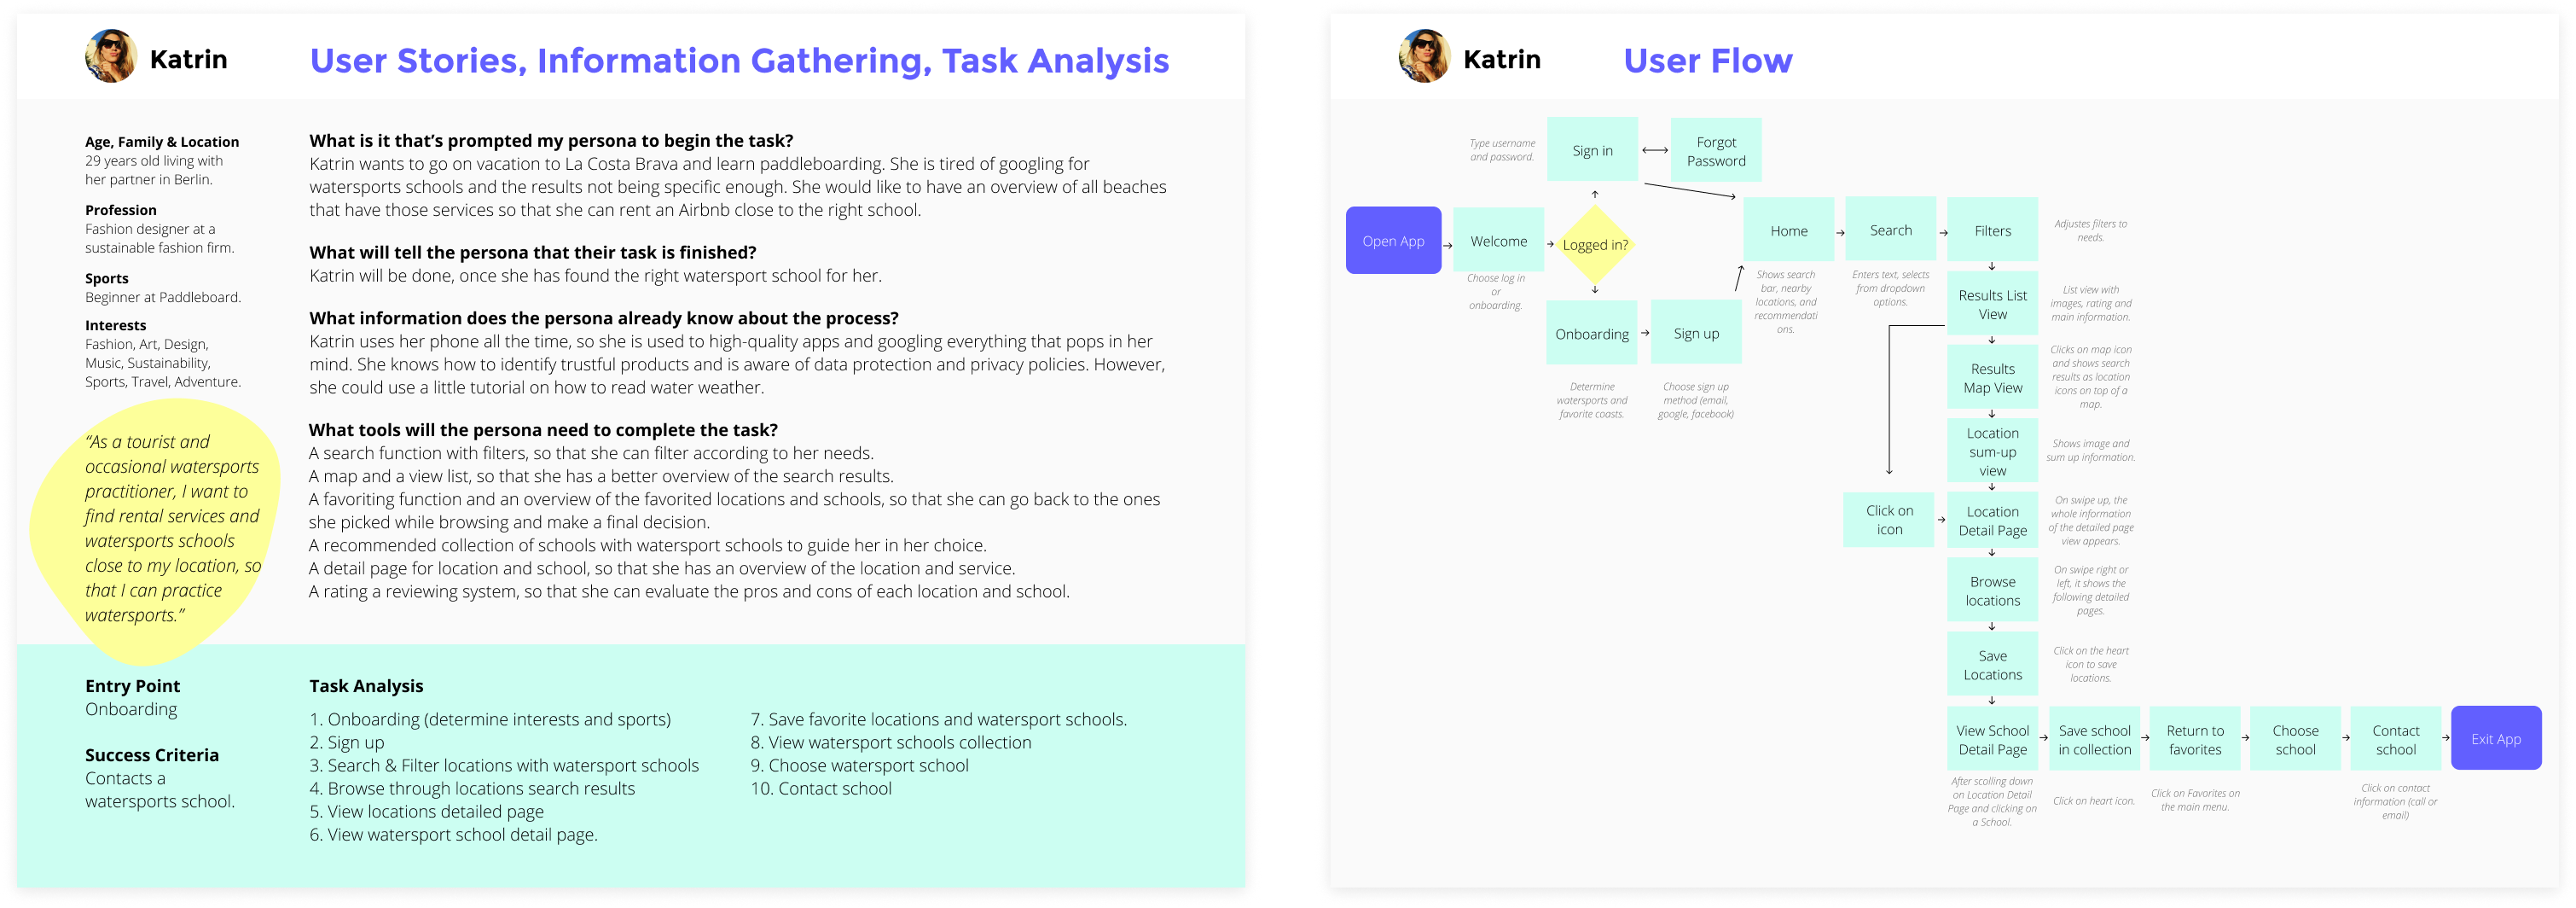 Katrin
User Stories, Information Gathering, Task Analysis
Age, Family & Location
29 years old living with
her partner in Berlin.
Profession
Fashion designer at a
sustainable fashion firm.
Sports
Beginner at Paddleboard.
Interests
Fashion, Art, Design,
Music, Sustainability,
Sports, Travel, Adventure.
“As a tourist and
occasional watersports
practitioner, I want to
find rental services and
watersports schools
close to my location, so
that I can practice
watersports.”
What is it that’s prompted my persona to begin the task?
Katrin wants to go on vacation to La Costa Brava and learn paddleboarding. She is tired of googling for
watersports schools and the results not being specific enough. She would like to have an overview of all beaches
that have those services so that she can rent an Airbnb close to the right school.
What will tell the persona that their task is finished?
Katrin will be done, once she has found the right watersport school for her.
What information does the persona already know about the process?
Katrin uses her phone all the time, so she is used to high-quality apps and googling everything that pops in her
mind. She knows how to identify trustful products and is aware of data protection and privacy policies. However,
she could use a little tutorial on how to read water weather.
What tools will the persona need to complete the task?
A search function with filters, so that she can filter according to her needs.
A map and a view list, so that she has a better overview of the search results.
A favoriting function and an overview of the favorited locations and schools, so that she can go back to the ones
she picked while browsing and make a final decision.
A recommended collection of schools with watersport schools to guide her in her choice.
A detail page for location and school, so that she has an overview of the location and service.
A rating a reviewing system, so that she can evaluate the pros and cons of each location and school.
Entry Point
Onboarding
Success Criteria
Contacts a
watersports school.
Task Analysis
1. Onboarding (determine interests and sports)
2. Sign up
3. Search & Filter locations with watersport schools
4. Browse through locations search results
5. View locations detailed page
6. View watersport school detail page.
7. Save favorite locations and watersport schools.
8. View watersport schools collection
9. Choose watersport school
10. Contact school
Katrin
User Flow
Type username
and password.
Sign in
Forgot
Password
Open App
Welcome
Choose log in
or
onboarding.
Logged in?
Onboarding
Determine
watersports and
favorite coasts.
Sign up
Choose sign up
method (email,
google, facebook)
Home
Shows search
bar, nearby
locations, and
recommendati
ons.
Search
Enters text, selects
from dropdown
options.
Filters
Adjustes filters to
needs.
Results List
View
List view with
images, rating and
main information.
Results
Map View
Clicks on map icon
and shows search
results as location
icons on top of a
map.
Location
sum-up
view
Shows image and
sum up information.
Click on
icon
Location
Detail Page
On swipe up, the
whole information
of the detailed page
view appears.
Browse
locations
On swipe right or
left, it shows the
following detailed
pages.
Save
Locations
Click on the heart
icon to save
locations.
View School
Detail Page
After scolling down
on Location Detail
Page and clicking on
a School.
Save school
in collection
Click on heart icon.
Return to
favorites
Click on Favorites on
the main menu.
Choose
school
Contact
school
Click on contact
information (call or
email)
Exit App